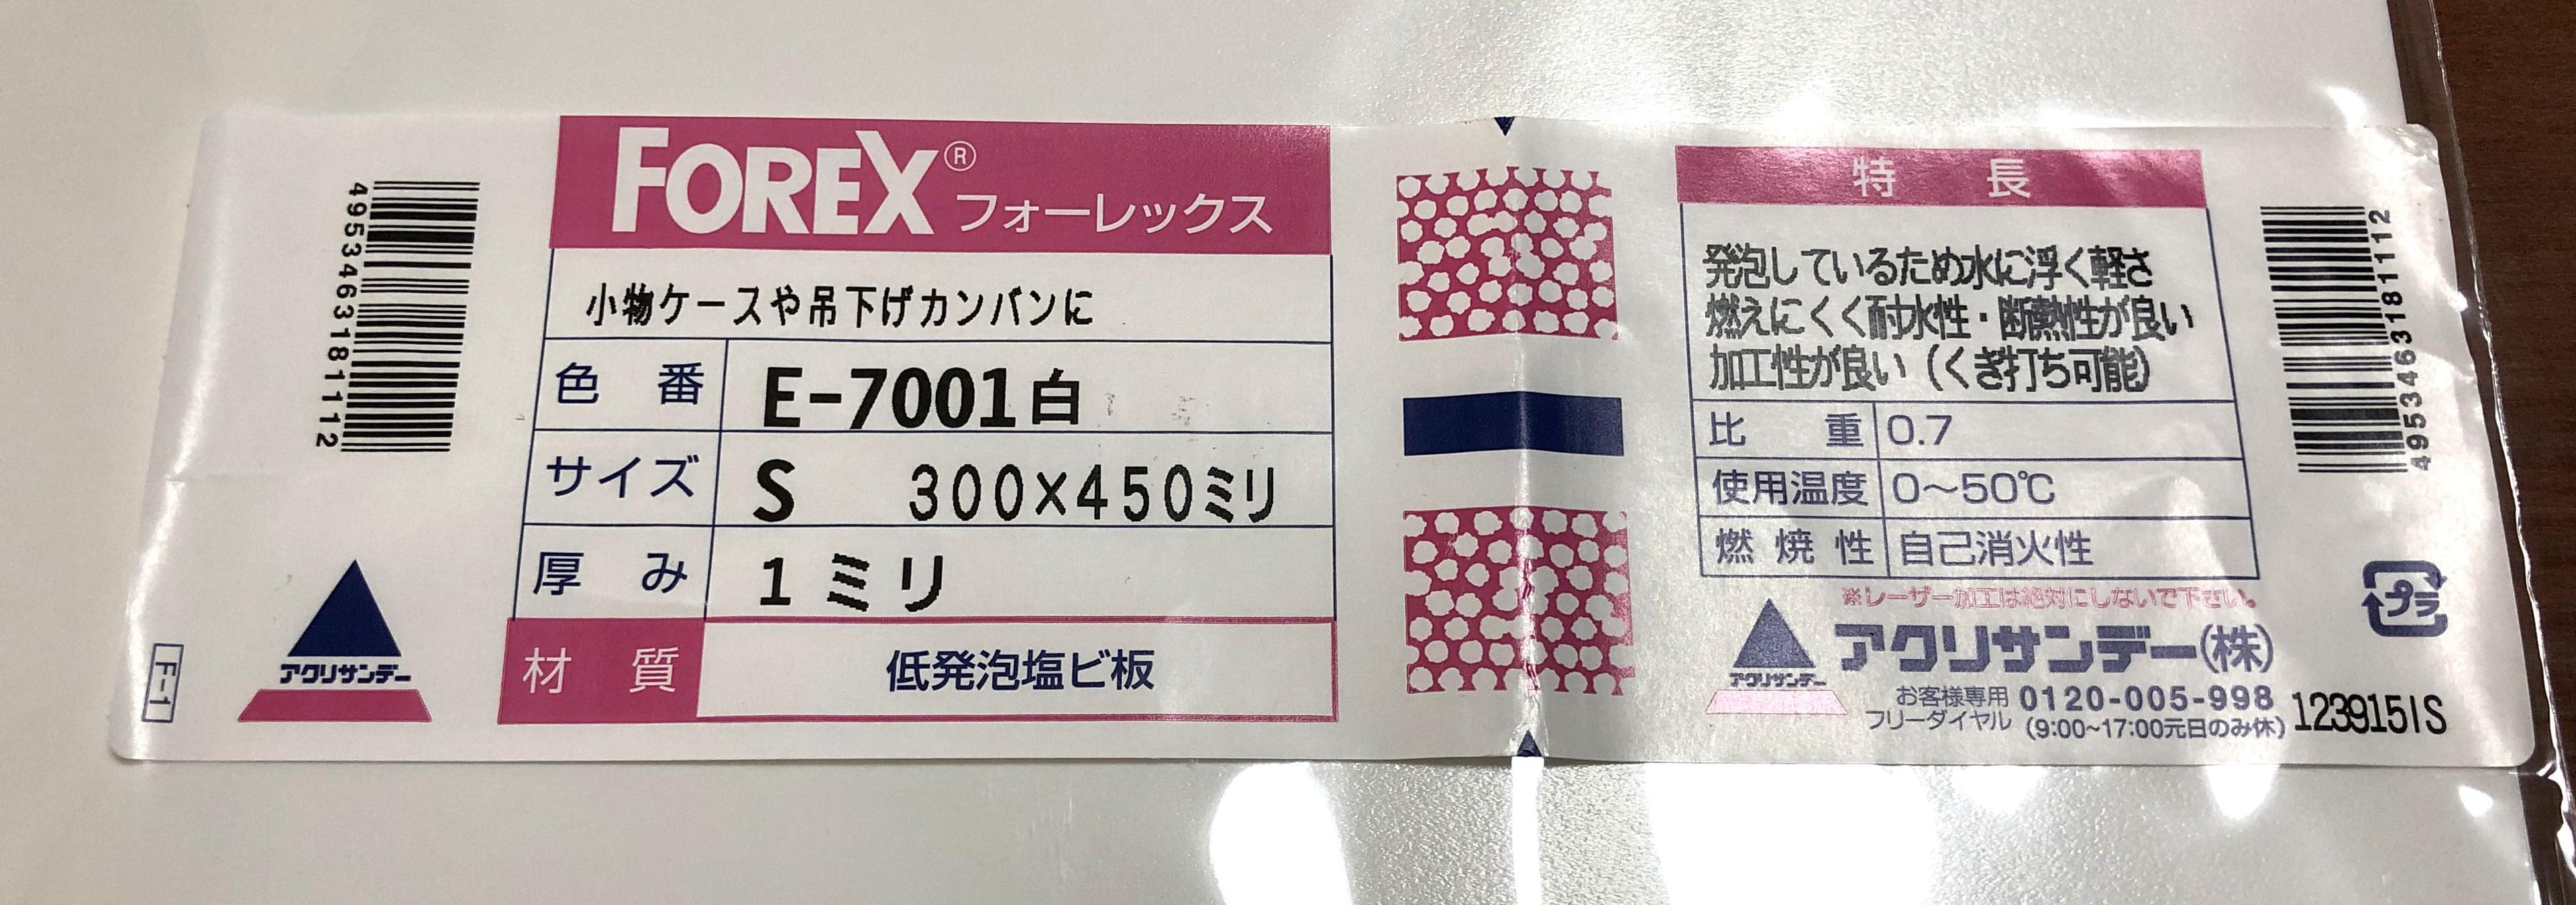 4953463181112
アクリサンデー
F-1
FOREX® フォーレックス
小物ケースや吊下げカンバンに
色番 E-7001白
サイズ S 300×450ミリ
厚み 1ミリ
材質 低発泡塩ビ板
特長
発泡しているため水に浮く軽さ
燃えにくく耐水性・断熱性が良い
加工性が良い(くぎ打ち可能)
比重 0.7
使用温度 0〜50℃
燃焼性 自己消火性
※レーザー加工は絶対にしないで下さい。
アクリサンデー
アクリサンデー(株)
お客様専用 0120-005-998
フリーダイヤル (9:00~17:00元日のみ休)
4953463181112
プラ
123915IS